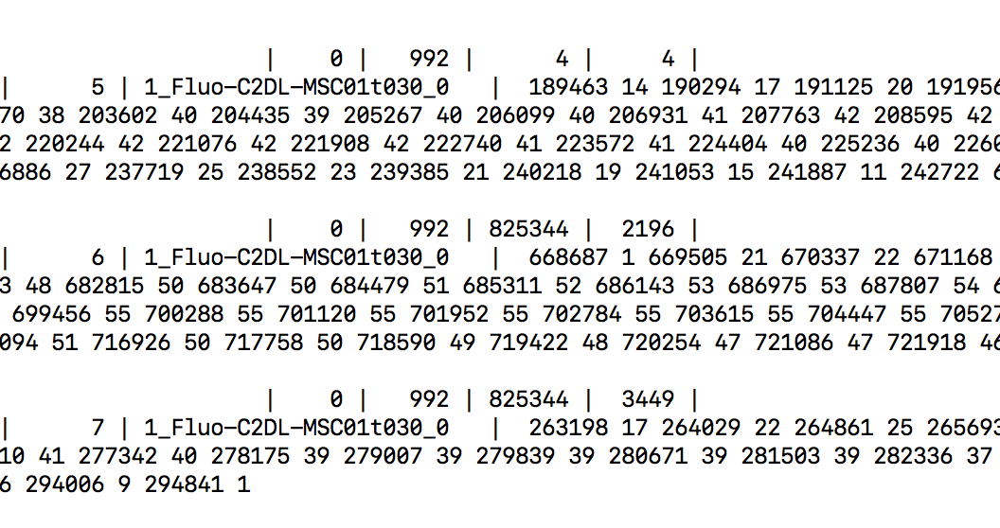 | 0 | 992 | 4 | 4 |
| 5 | 1_Fluo-C2DL-MSC01t030_0 | 189463 14 190294 17 191125 20 191956
70 38 203602 40 204435 39 205267 40 206099 40 206931 41 207763 42 208595 42
2 220244 42 221076 42 221908 42 222740 41 223572 41 224404 40 225236 40 2260
6886 27 237719 25 238552 23 239385 21 240218 19 241053 15 241887 11 242722 6
| 0 | 992 | 825344 | 2196 |
| 6 | 1_Fluo-C2DL-MSC01t030_0 | 668687 1 669505 21 670337 22 671168
3 48 682815 50 683647 50 684479 51 685311 52 686143 53 686975 53 687807 54 6
699456 55 700288 55 701120 55 701952 55 702784 55 703615 55 704447 55 70527
094 51 716926 50 717758 50 718590 49 719422 48 720254 47 721086 47 721918 46
| 0 | 992 | 825344 | 3449 |
| 7 | 1_Fluo-C2DL-MSC01t030_0 | 263198 17 264029 22 264861 25 265693
10 41 277342 40 278175 39 279007 39 279839 39 280671 39 281503 39 282336 37
6 294006 9 294841 1